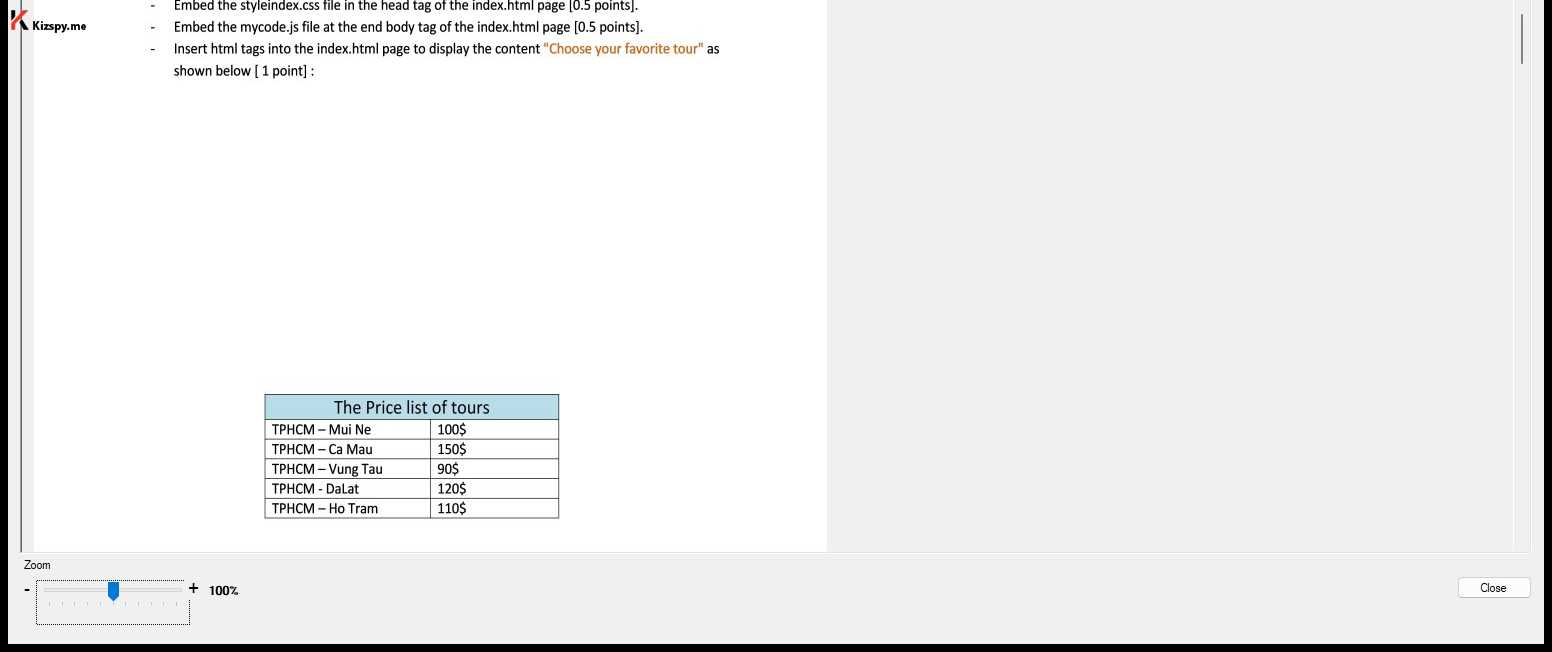 - Embed the styleindex.css file in the head tag of the index.html page [0.5 points].
Kizspy.me
- Embed the mycode.js file at the end body tag of the index.html page [0.5 points].
- Insert html tags into the index.html page to display the content "Choose your favorite tour" as
shown below [ 1 point] :
The Price list of tours
TPHCM – Mui Ne 100$
TPHCM – Ca Mau 150$
TPHCM – Vung Tau 90$
TPHCM - DaLat 120$
TPHCM – Ho Tram 110$
Zoom
- + 100%
Close